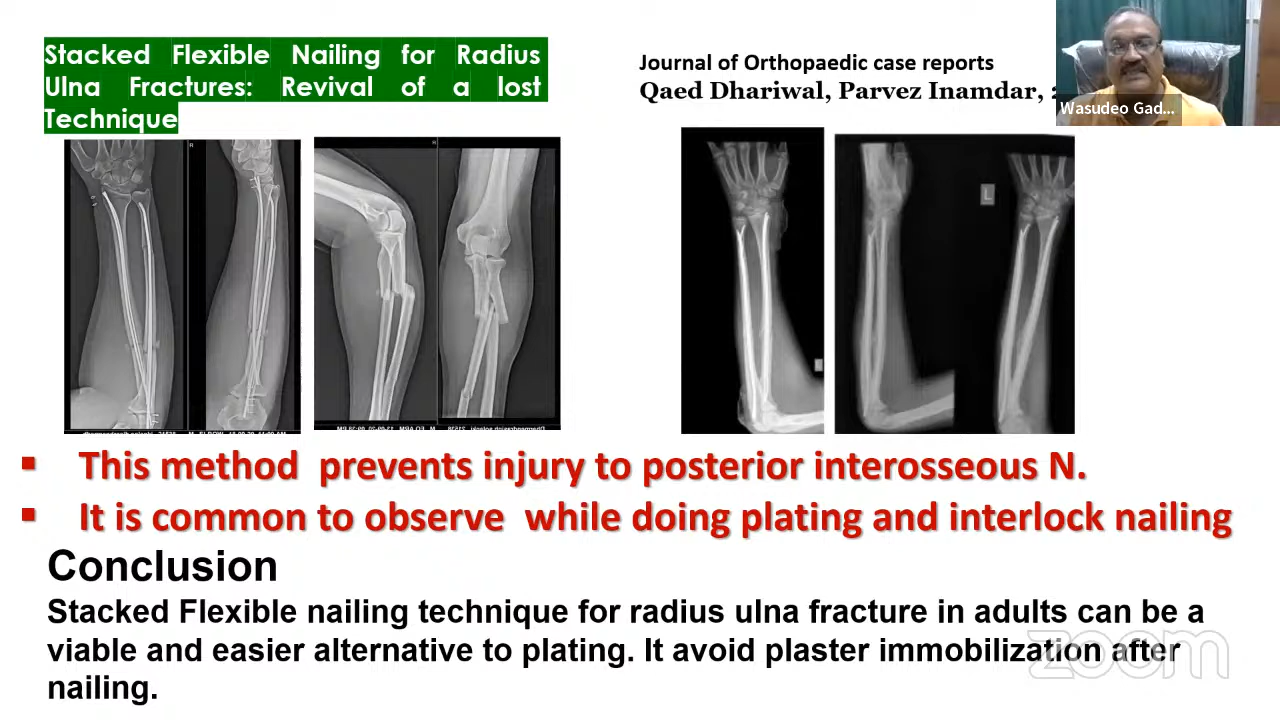 Stacked Flexible Nailing for Radius
Ulna Fractures: Revival of a lost
Technique
Journal of Orthopaedic case reports
Qaed Dhariwal, Parvez Inamdar,
Wasudeo Gad...
R
R
L
This method prevents injury to posterior interosseous N.
It is common to observe while doing plating and interlock nailing
Conclusion
Stacked Flexible nailing technique for radius ulna fracture in adults can be a
viable and easier alternative to plating. It avoid plaster immobilization after
nailing.
zoom